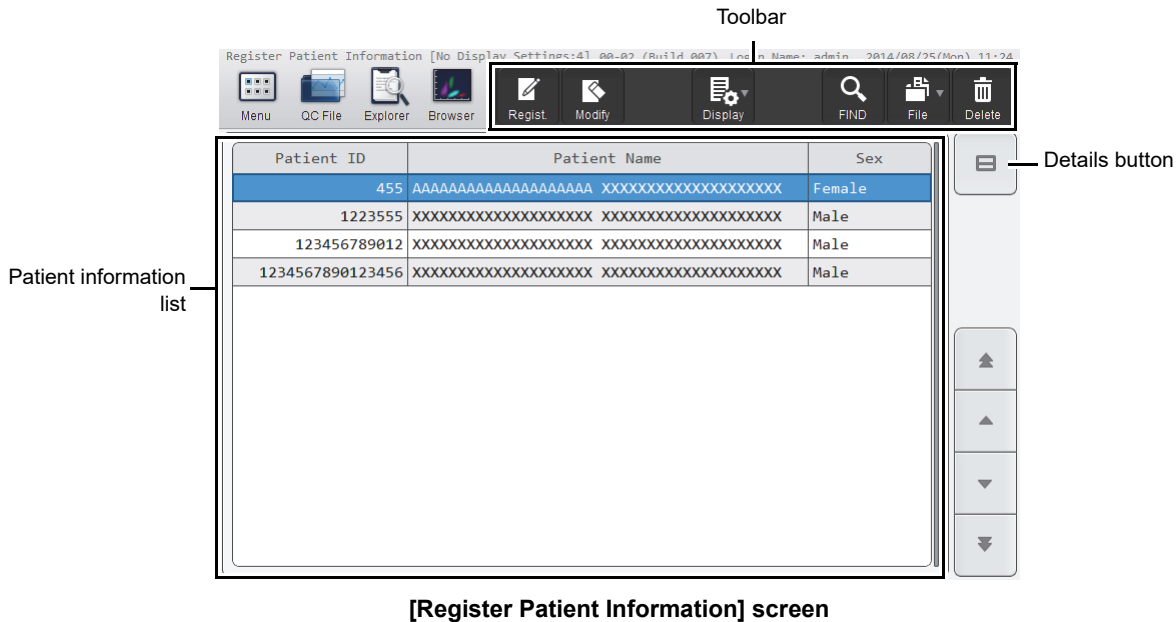 Toolbar
Register Patient Information [No Display Settings:4] 00-02 (Build 007) Login Name: admin 2014/08/25(Mon) 11:24
Menu QC File Explorer Browser Regist. Modify Display FIND File Delete
Patient ID Patient Name Sex
Details button
455 AAAAAAAAAAAAAAAAAAAA XXXXXXXXXXXXXXXXXXXX Female
1223555 XXXXXXXXXXXXXXXXXXXX XXXXXXXXXXXXXXXXXXXX Male
123456789012 XXXXXXXXXXXXXXXXXXXX XXXXXXXXXXXXXXXXXXXX Male
1234567890123456 XXXXXXXXXXXXXXXXXXXX XXXXXXXXXXXXXXXXXXXX Male
Patient information
list
[Register Patient Information] screen